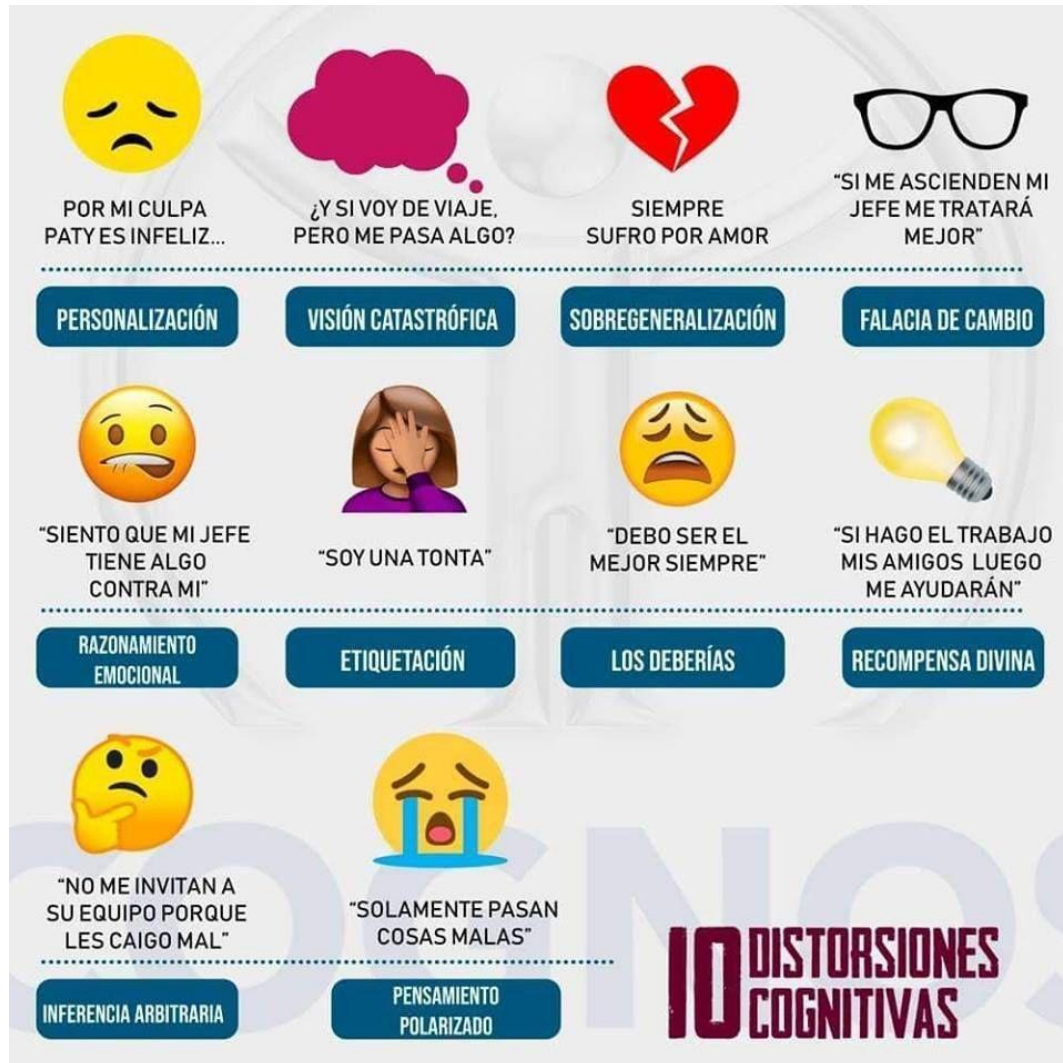 POR MI CULPA
PATY ES INFELIZ...
PERSONALIZACIÓN
¿Y SI VOY DE VIAJE,
PERO ME PASA ALGO?
VISIÓN CATASTRÓFICA
SIEMPRE
SUFRO POR AMOR
SOBREGENERALIZACIÓN
“SI ME ASCIENDEN MI
JEFE ME TRATARÁ
MEJOR”
FALACIA DE CAMBIO
“SIENTO QUE MI JEFE
TIENE ALGO
CONTRA MI”
RAZONAMIENTO
EMOCIONAL
“SOY UNA TONTA”
ETIQUETACIÓN
“DEBO SER EL
MEJOR SIEMPRE”
LOS DEBERÍAS
“SI HAGO EL TRABAJO
MIS AMIGOS LUEGO
ME AYUDARÁN”
RECOMPENSA DIVINA
“NO ME INVITAN A
SU EQUIPO PORQUE
LES CAIGO MAL”
INFERENCIA ARBITRARIA
“SOLAMENTE PASAN
COSAS MALAS”
PENSAMIENTO
POLARIZADO
10 DISTORSIONES
COGNITIVAS
COGNOS